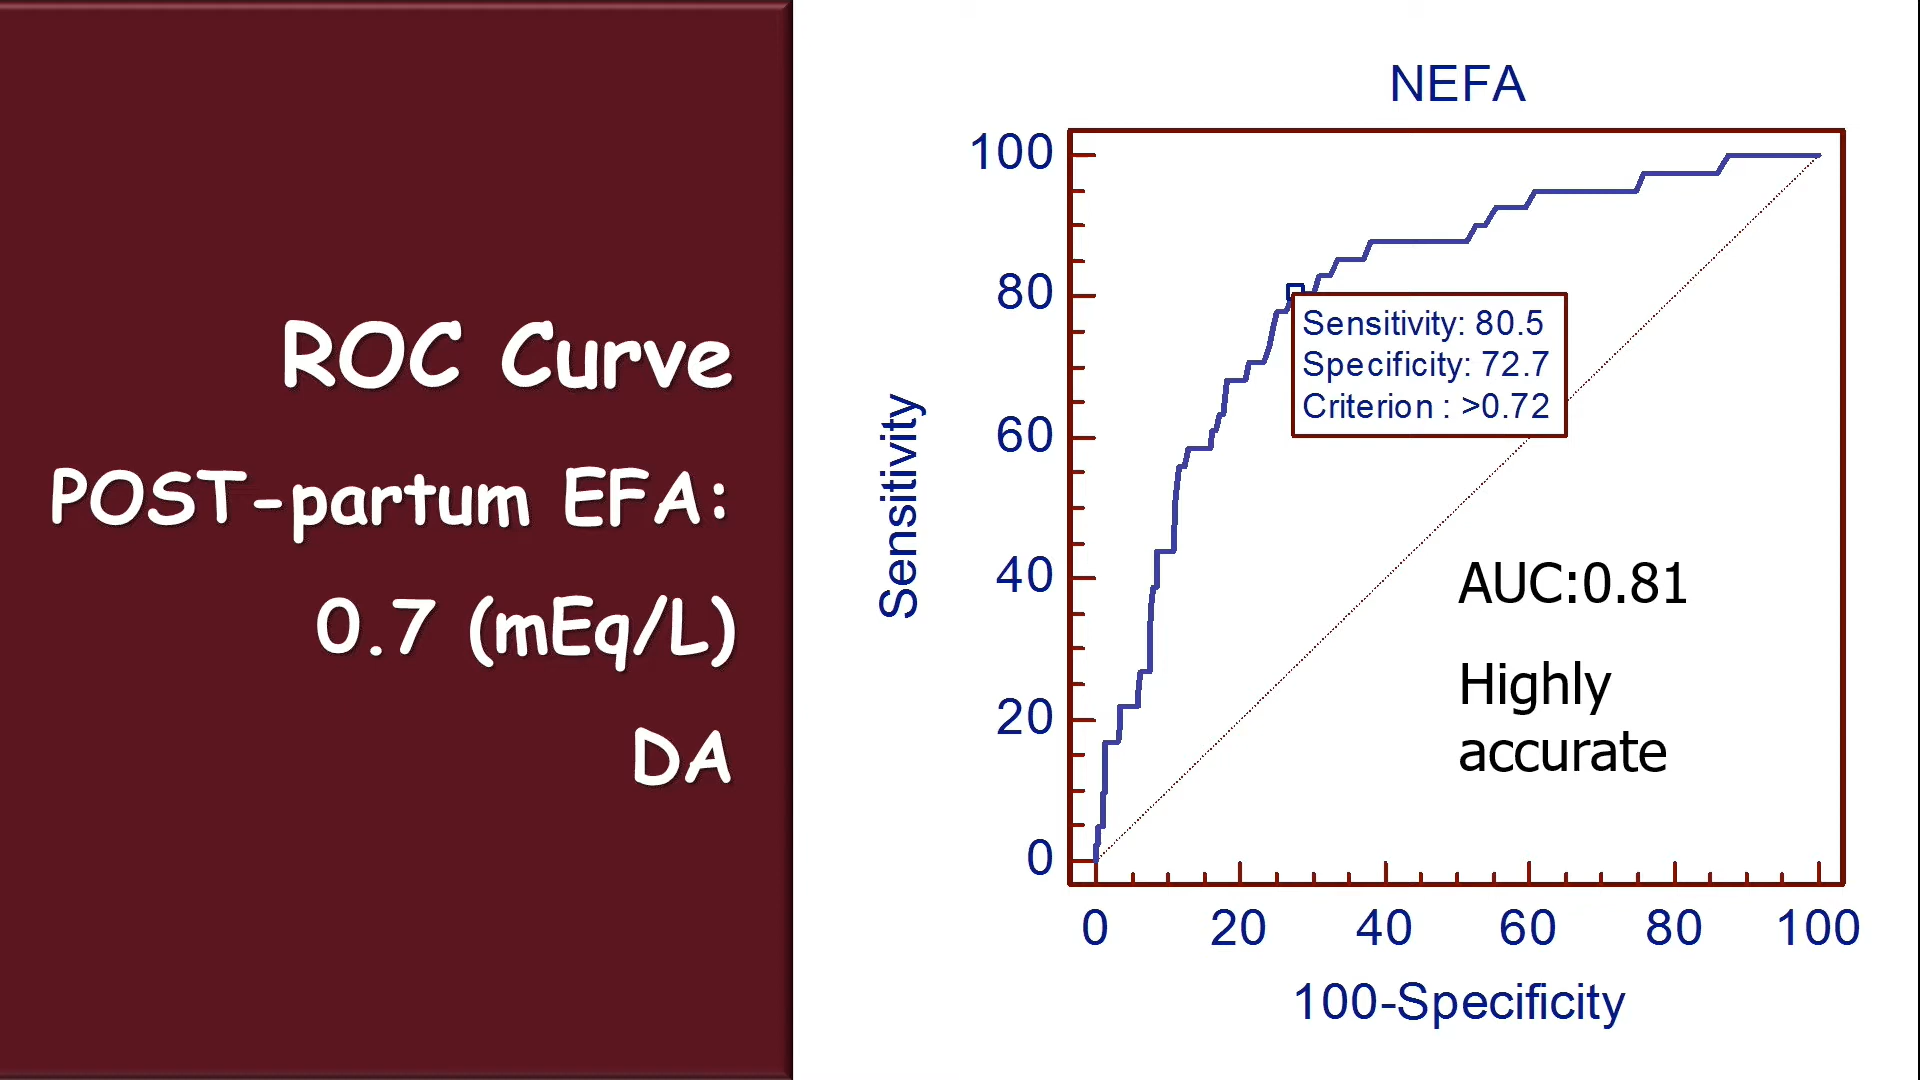 ROC Curve
POST-partum EFA:
0.7 (mEq/L)
DA
NEFA
100
80
60
40
20
0
Sensitivity
Sensitivity: 80.5
Specificity: 72.7
Criterion : >0.72
AUC:0.81
Highly
accurate
0 20 40 60 80 100
100-Specificity